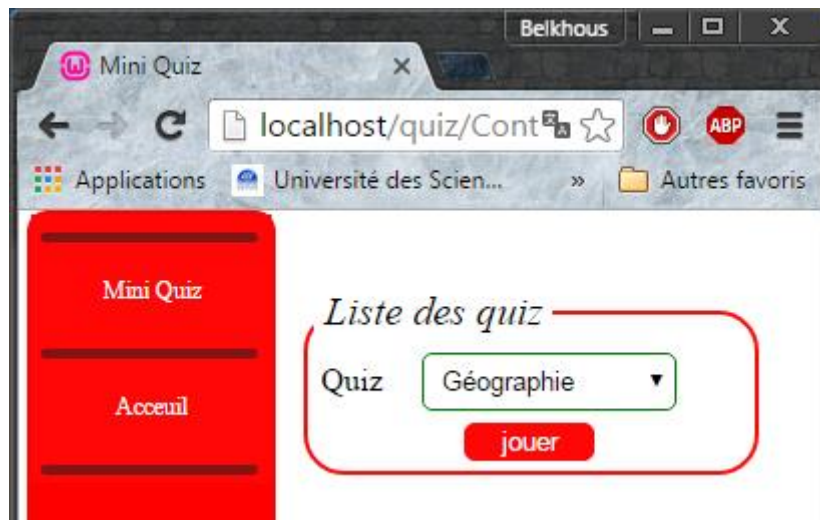 Belkhous
Mini Quiz
localhost/quiz/Cont
ABP
Applications Université des Scien... » Autres favoris
Mini Quiz
Acceuil
Liste des quiz
Quiz Géographie
jouer